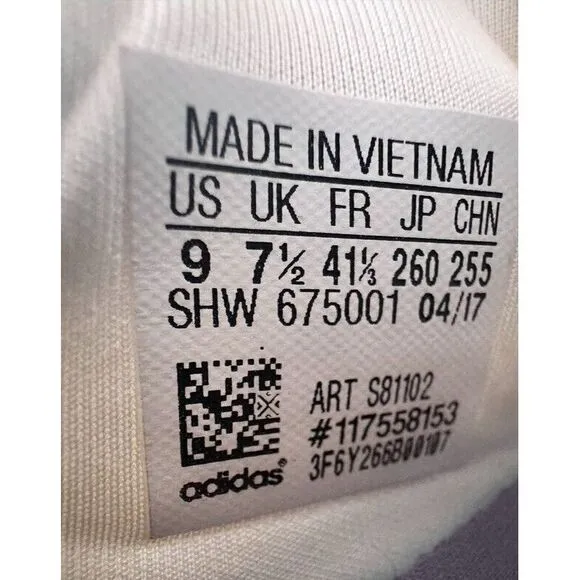 MADE IN VIETNAM
US UK FR JP CHN
9 7½ 41⅓ 260 255
SHW 675001 04/17
ART S81102
#117558153
3F6Y266B00107
adidas